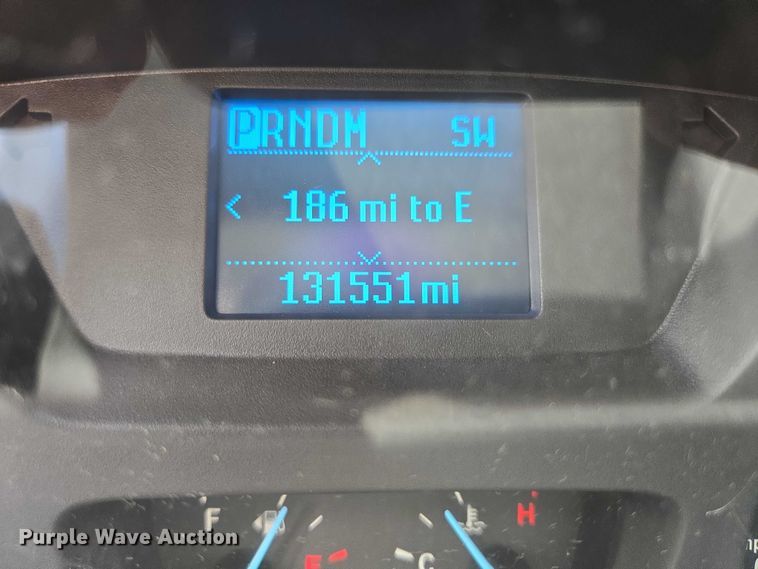 PRNDM SW
< 186 mi to E
131551 mi
F E C H
Purple Wave Auction®